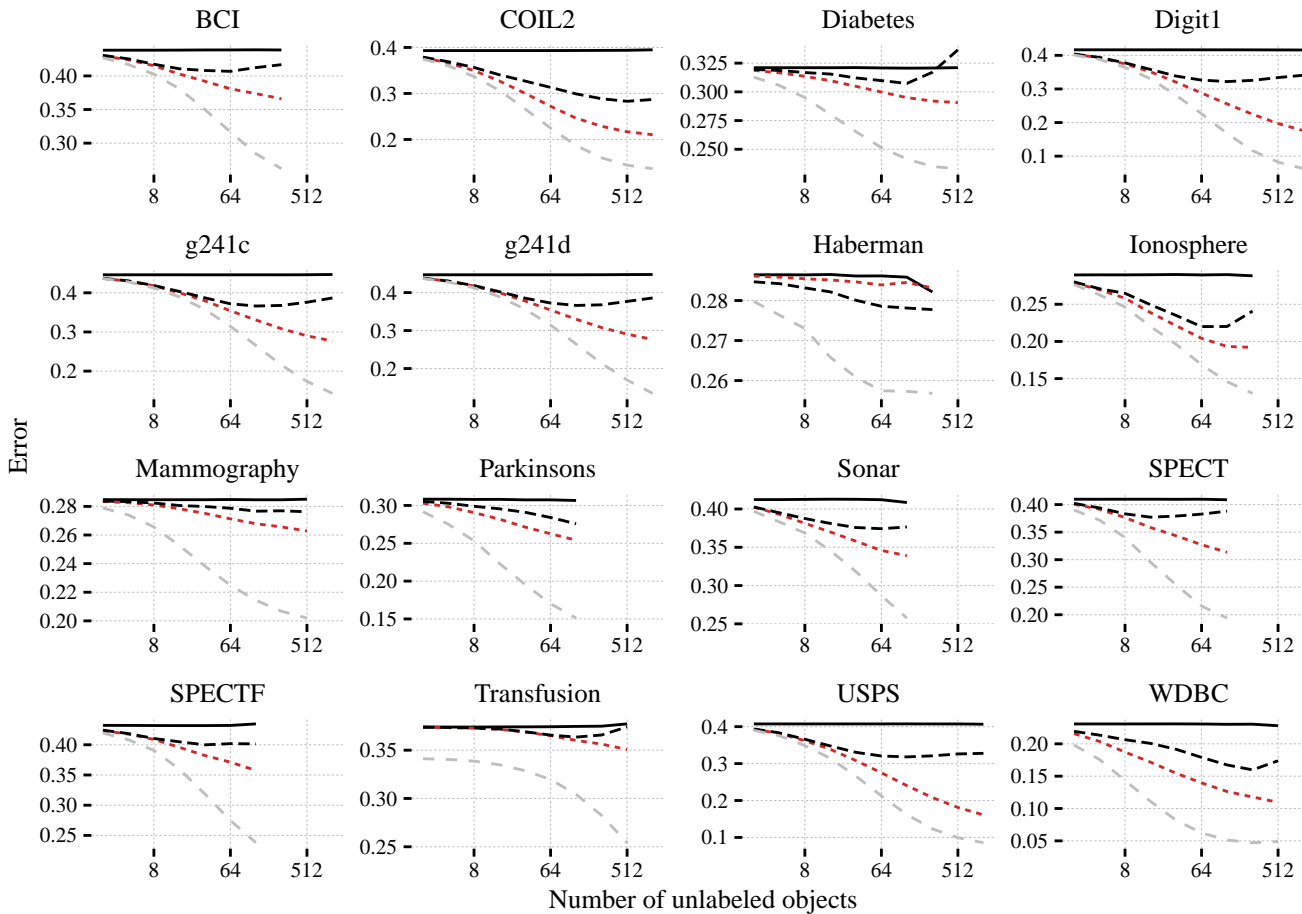 BCI COIL2 Diabetes Digit1
0.40 0.35 0.30
0.4 0.3 0.2
0.325 0.300 0.275 0.250
0.4 0.3 0.2 0.1
8 64 512 8 64 512 8 64 512 8 64 512
g241c g241d Haberman Ionosphere
0.4 0.3 0.2
0.4 0.3 0.2
0.28 0.27 0.26
0.25 0.20 0.15
8 64 512 8 64 512 8 64 512 8 64 512
Error
Mammography Parkinsons Sonar SPECT
0.28 0.26 0.24 0.22 0.20
0.30 0.25 0.20 0.15
0.40 0.35 0.30 0.25
0.40 0.35 0.30 0.25 0.20
8 64 512 8 64 512 8 64 512 8 64 512
SPECTF Transfusion USPS WDBC
0.40 0.35 0.30 0.25
0.35 0.30 0.25
0.4 0.3 0.2 0.1
0.20 0.15 0.10 0.05
8 64 512 8 64 512 8 64 512 8 64 512
Number of unlabeled objects